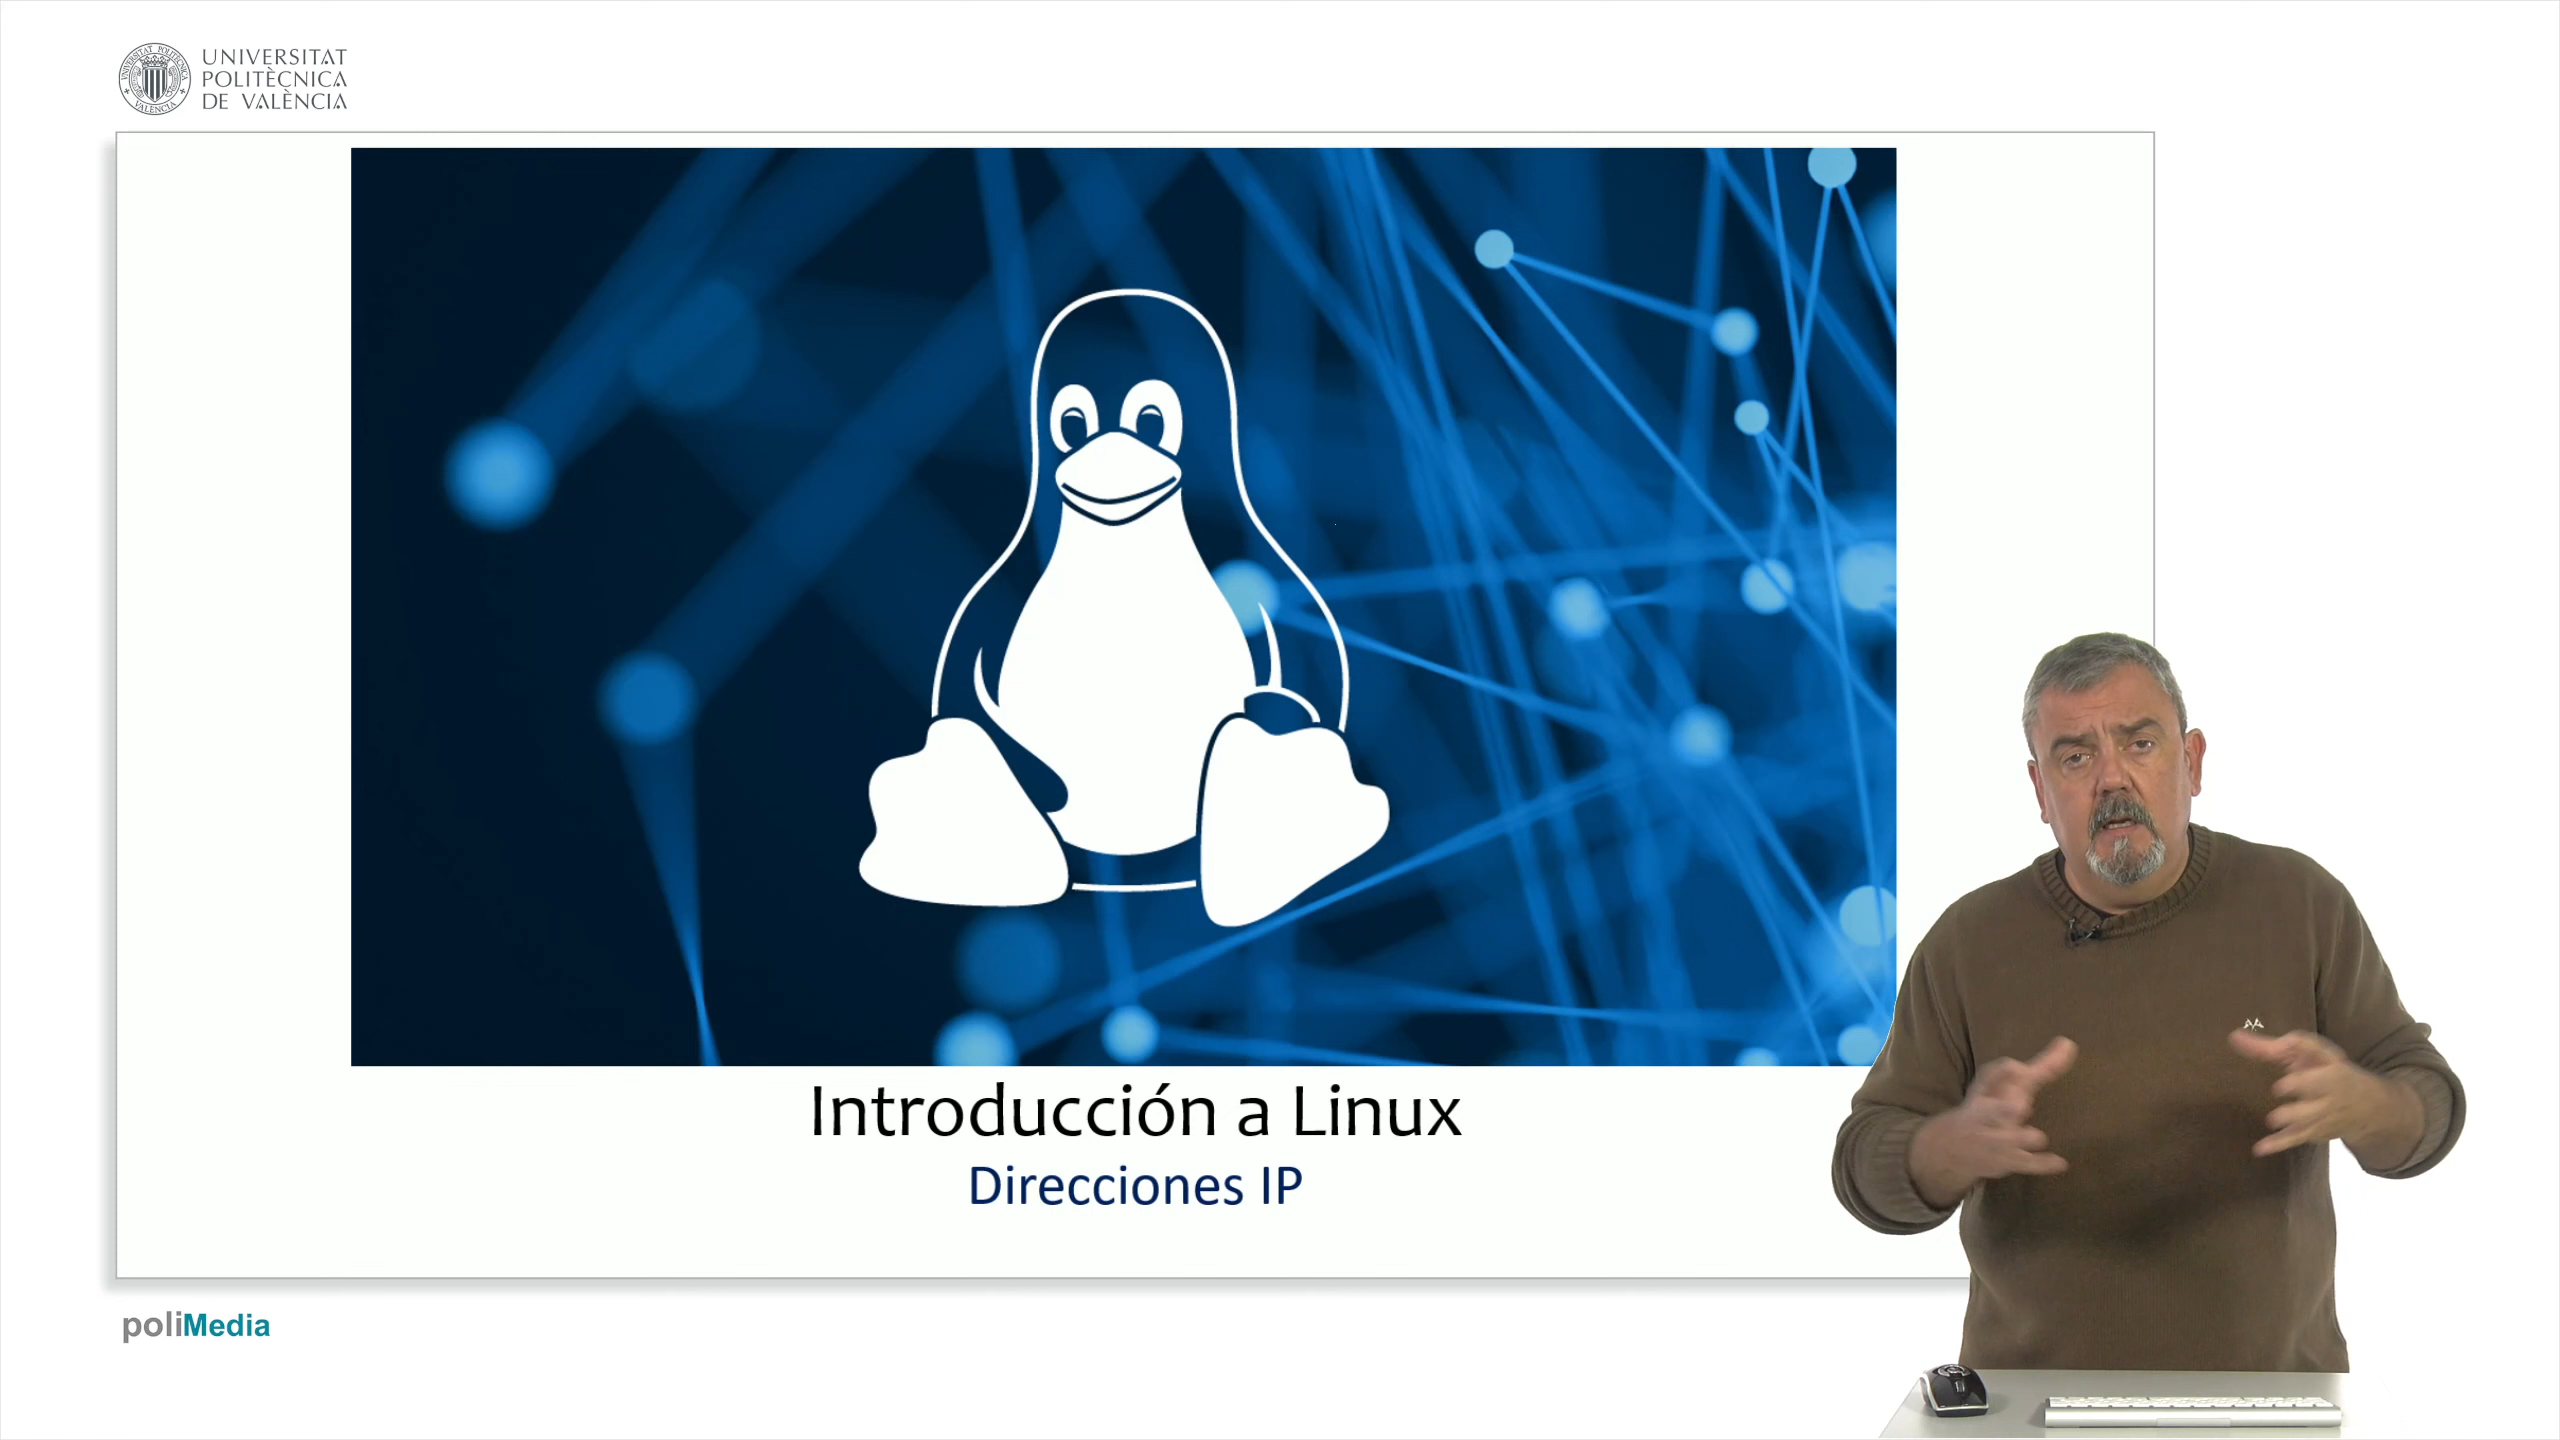 UNIVERSITAT
POLITÈCNICA
DE VALÈNCIA
Introducción a Linux
Direcciones IP
poliMedia